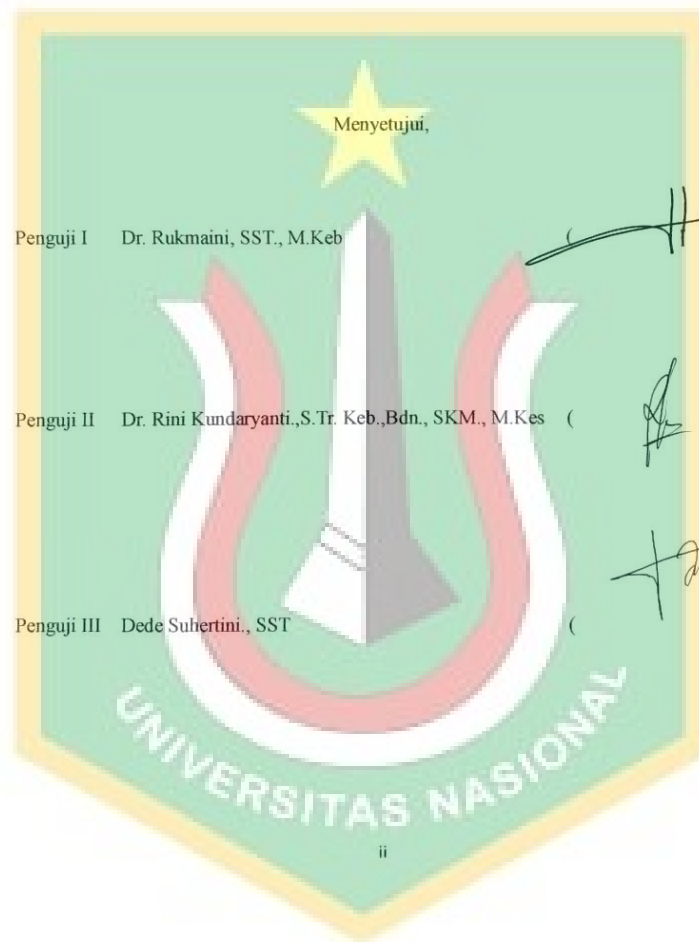 Menyetujui,
Penguji I Dr. Rukmaini, SST., M.Keb (
Penguji II Dr. Rini Kundaryanti.,S.Tr. Keb.,Bdn., SKM., M.Kes (
Penguji III Dede Suhertini., SST (
UNIVERSITAS NASIONAL
ii